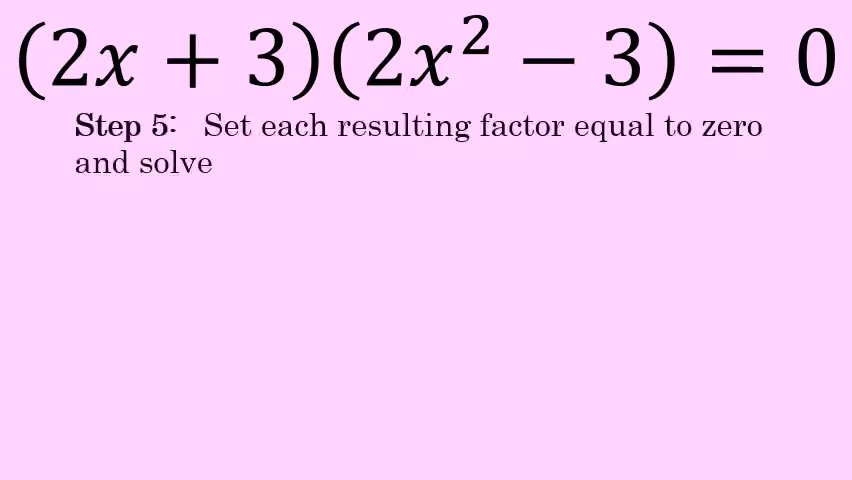 (2x + 3)(2x² − 3) = 0
Step 5: Set each resulting factor equal to zero
and solve